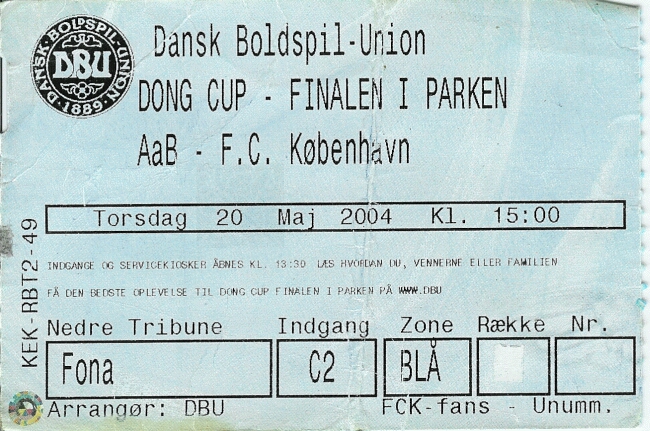 DANSK BOLDSPIL-UNION
DBU
1889
Dansk Boldspil-Union
DONG CUP - FINALEN I PARKEN
AaB - F.C. København
Torsdag 20 Maj 2004 Kl. 15:00
INDGANGE OG SERVICEKIOSKER ÅBNES KL. 13:30 LÆS HVORDAN DU, VENNERNE ELLER FAMILIEN
FÅ DEN BEDSTE OPLEVELSE TIL DONG CUP FINALEN I PARKEN PÅ WWW.DBU
KEK-RBT2-49
Nedre Tribune Indgang Zone Række Nr.
Fona C2 BLÅ
Arrangør: DBU FCK-fans - Unumm.